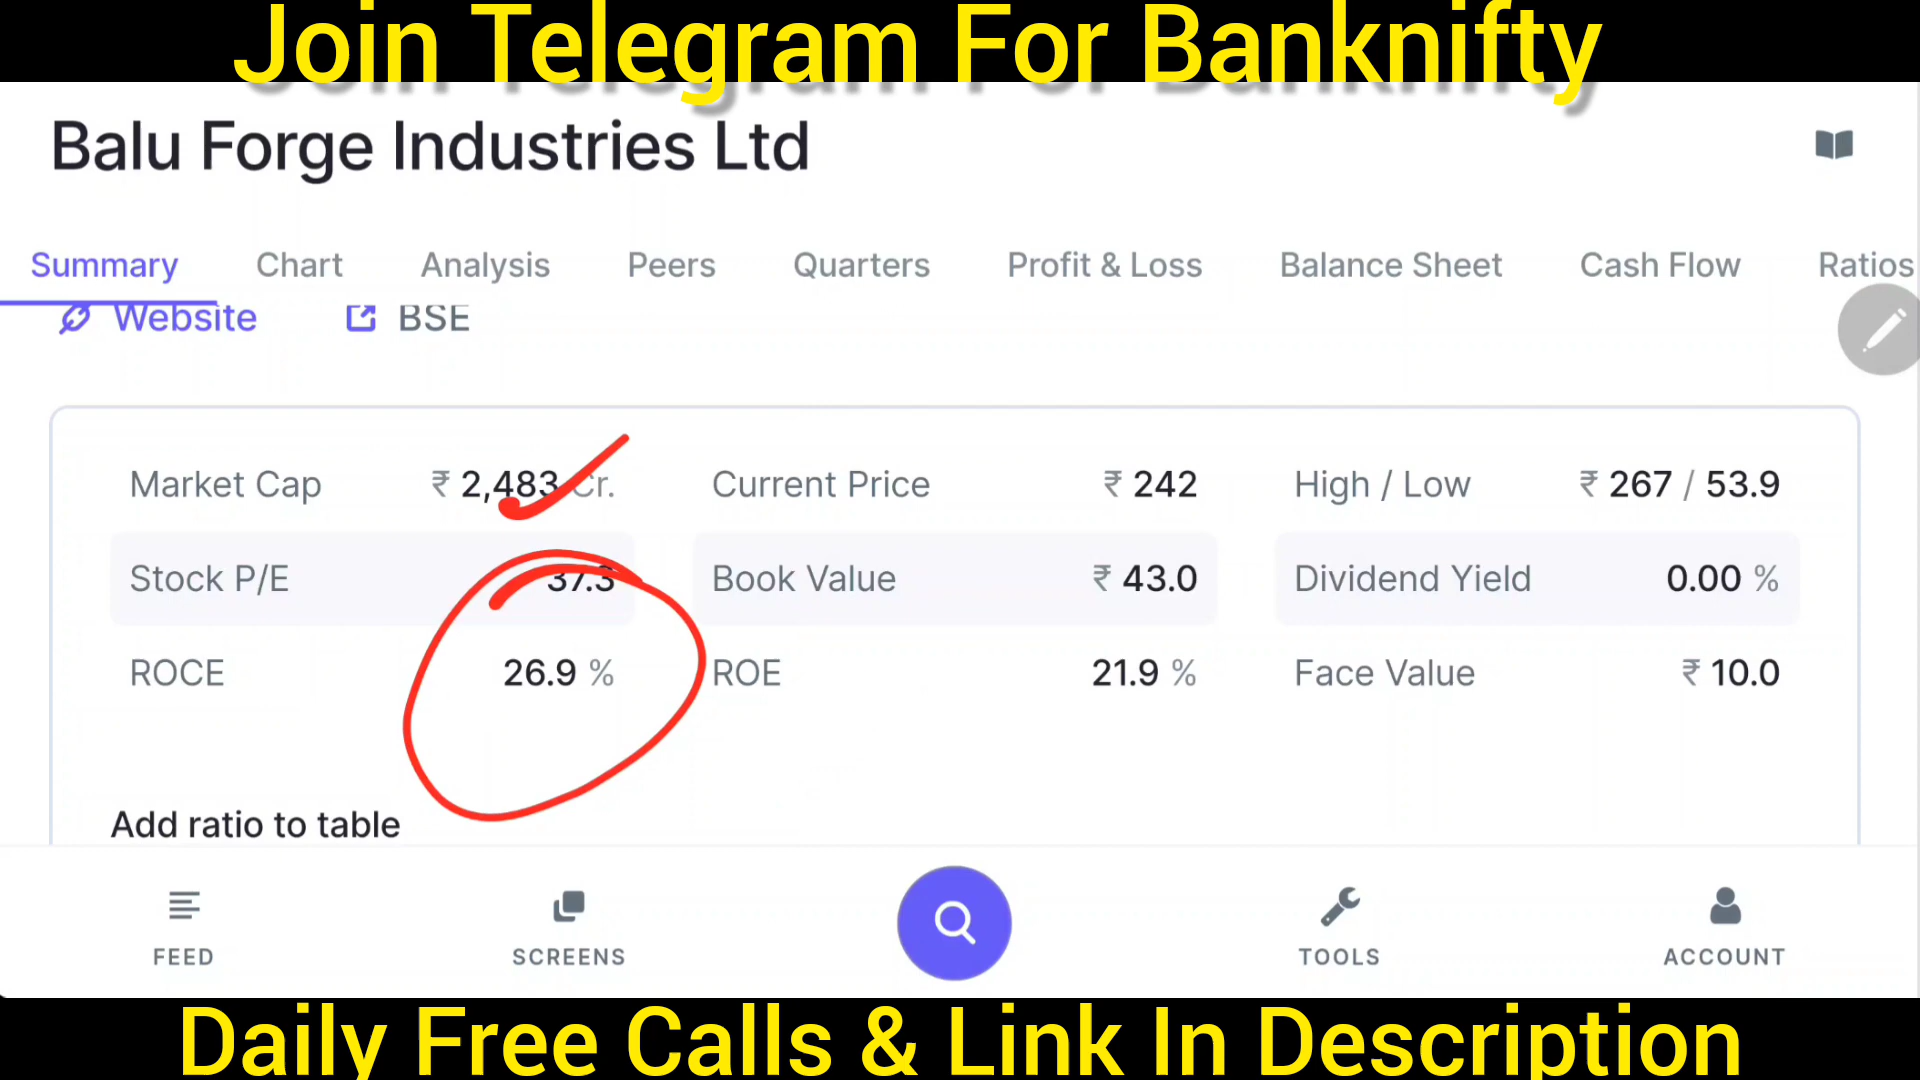 Join Telegram For Banknifty
Balu Forge Industries Ltd
Summary Chart Analysis Peers Quarters Profit & Loss Balance Sheet Cash Flow Ratios
Website BSE
Market Cap ₹ 2,483 Cr. Current Price ₹ 242 High / Low ₹ 267 / 53.9
Stock P/E 37.3 Book Value ₹ 43.0 Dividend Yield 0.00 %
ROCE 26.9 % ROE 21.9 % Face Value ₹ 10.0
Add ratio to table
FEED SCREENS TOOLS ACCOUNT
Daily Free Calls & Link In Description